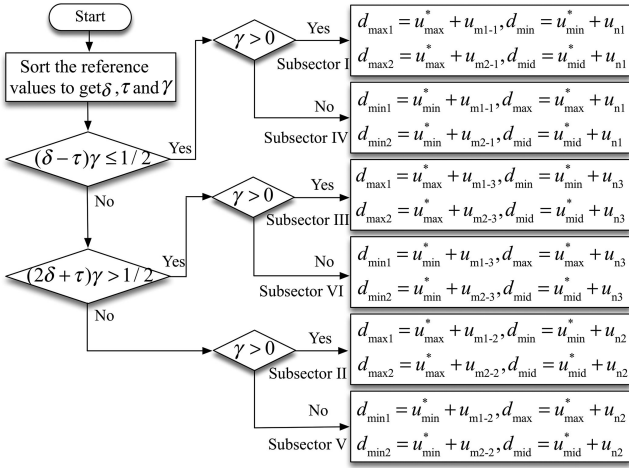 Start
Sort the reference
values to get δ , τ and γ
(δ − τ)γ ≤ 1/2
Yes
No
γ > 0
Yes
Subsector I
d_max1 = u*_max + u_m1-1, d_min = u*_min + u_n1
d_max2 = u*_max + u_m2-1, d_mid = u*_mid + u_n1
No
Subsector IV
d_min1 = u*_min + u_m1-1, d_max = u*_max + u_n1
d_min2 = u*_min + u_m2-1, d_mid = u*_mid + u_n1
(2δ + τ)γ > 1/2
Yes
No
γ > 0
Yes
Subsector III
d_max1 = u*_max + u_m1-3, d_min = u*_min + u_n3
d_max2 = u*_max + u_m2-3, d_mid = u*_mid + u_n3
No
Subsector VI
d_min1 = u*_min + u_m1-3, d_max = u*_max + u_n3
d_min2 = u*_min + u_m2-3, d_mid = u*_mid + u_n3
γ > 0
Yes
Subsector II
d_max1 = u*_max + u_m1-2, d_min = u*_min + u_n2
d_max2 = u*_max + u_m2-2, d_mid = u*_mid + u_n2
No
Subsector V
d_min1 = u*_min + u_m1-2, d_max = u*_max + u_n2
d_min2 = u*_min + u_m2-2, d_mid = u*_mid + u_n2